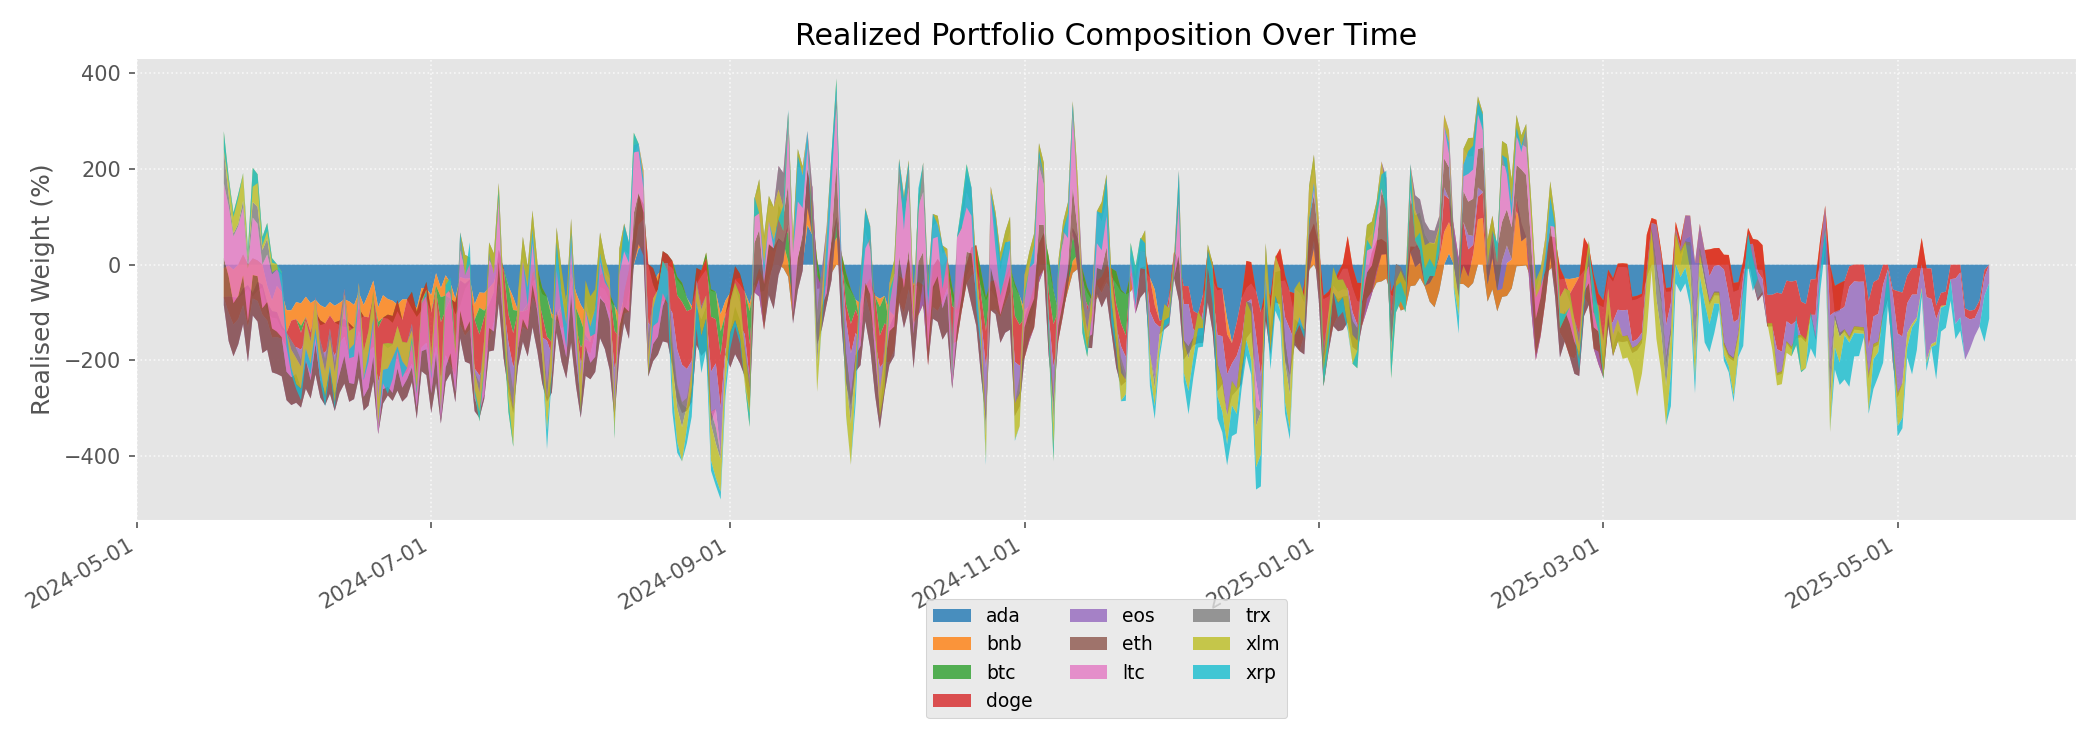 Realized Portfolio Composition Over Time
Realised Weight (%)
400
200
0
−200
−400
2024-05-01
2024-07-01
2024-09-01
2024-11-01
2025-01-01
2025-03-01
2025-05-01
ada
bnb
btc
doge
eos
eth
ltc
trx
xlm
xrp